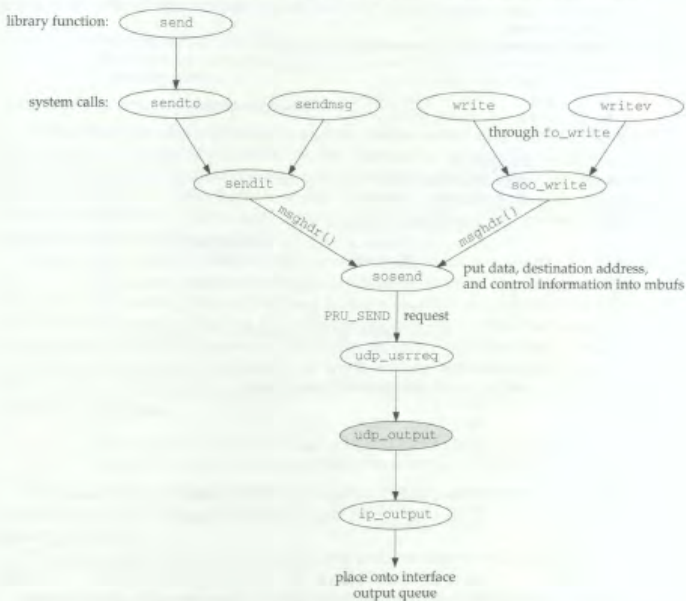 library function: send
system calls: sendto sendmsg write writev
through fo_write
sendit soo_write
msghdr{} msghdr{}
sosend put data, destination address,
and control information into mbufs
PRU_SEND request
udp_usrreq
udp_output
ip_output
place onto interface
output queue